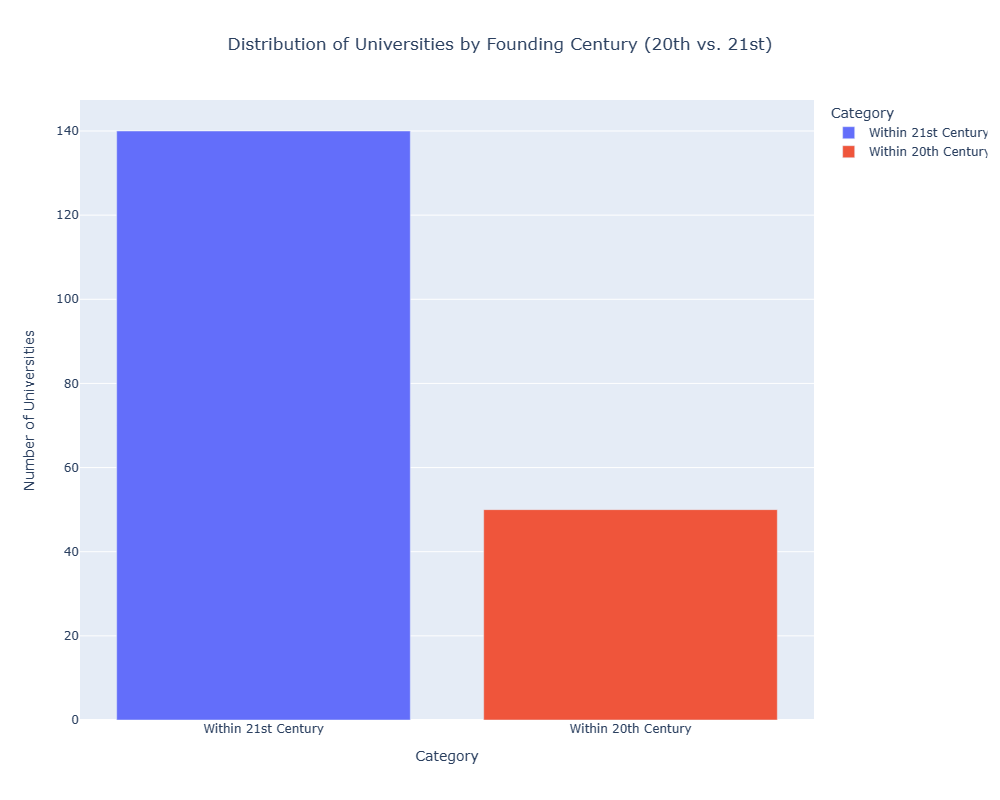 Distribution of Universities by Founding Century (20th vs. 21st)
Category
Within 21st Century
Within 20th Century
140
120
100
80
60
40
20
0
Number of Universities
Within 21st Century
Within 20th Century
Category